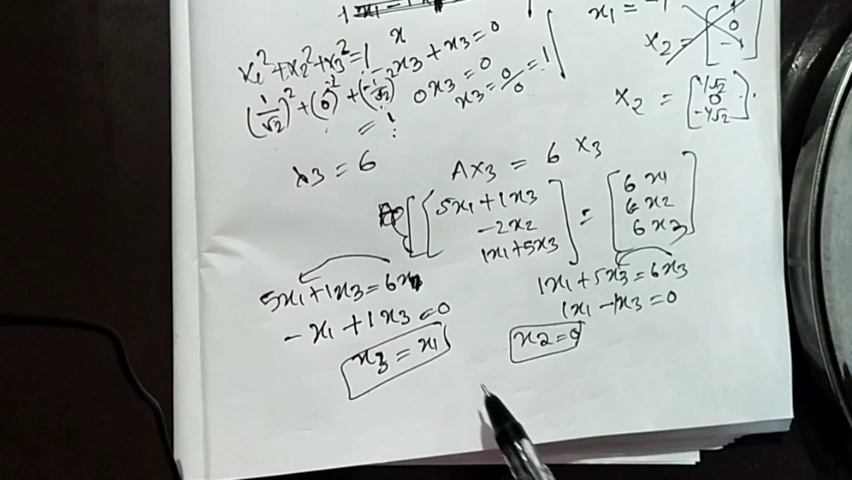 x₁ = -1
x₂ = [0 -1]
x₁² + x₂² + x₃² = 1
-x₃ + x₃ = 0
(1/√2)² + (0)² + (-1/√2)² = 1
0x₃ = 0
x₃ = 0/0 = 1
x₂ = [1/√2 0 -1/√2].
λ₃ = 6
AX₃ = 6 X₃
[5x₁ + 1x₃ -2x₂ 1x₁ + 5x₃] = [6x₁ 6x₂ 6x₃]
5x₁ + 1x₃ = 6x₁
-x₁ + 1x₃ = 0
x₃ = x₁
1x₁ + 5x₃ = 6x₃
1x₁ - 1x₃ = 0
x₂ = 0